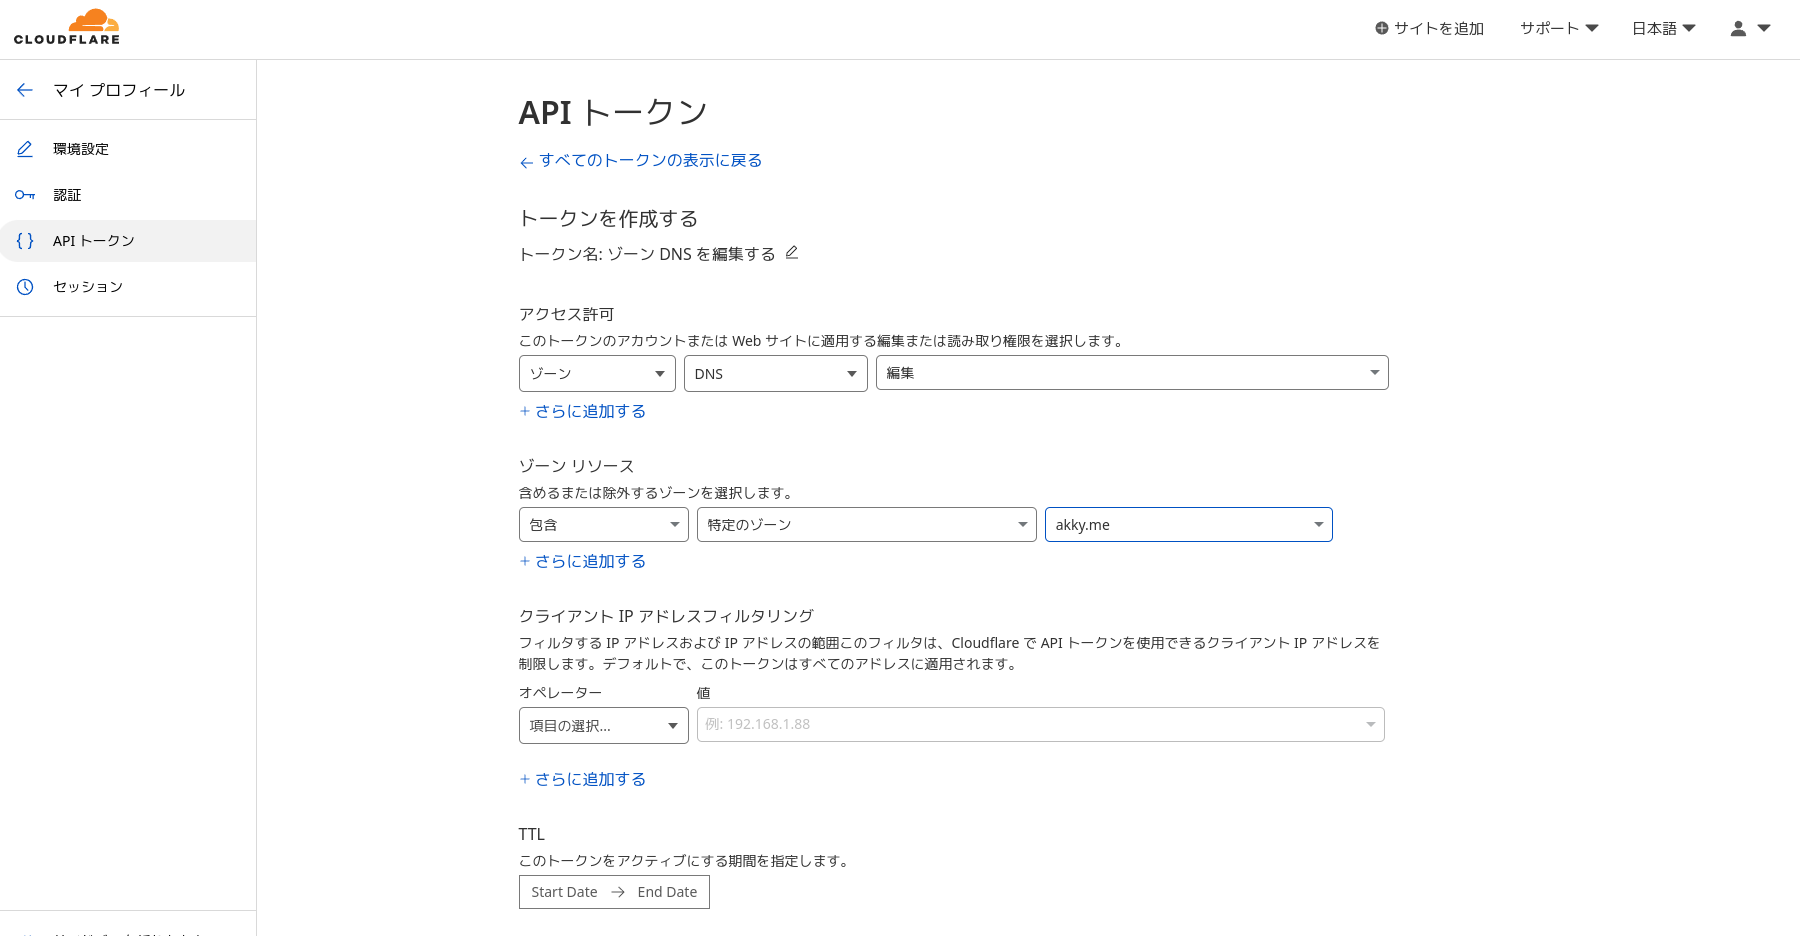 CLOUDFLARE
サイトを追加
サポート
日本語
マイ プロフィール
環境設定
認証
API トークン
セッション
API トークン
すべてのトークンの表示に戻る
トークンを作成する
トークン名: ゾーン DNS を編集する
アクセス許可
このトークンのアカウントまたは Web サイトに適用する編集または読み取り権限を選択します。
ゾーン DNS 編集
+ さらに追加する
ゾーン リソース
含めるまたは除外するゾーンを選択します。
包含 特定のゾーン akky.me
+ さらに追加する
クライアント IP アドレスフィルタリング
フィルタする IP アドレスおよび IP アドレスの範囲このフィルタは、Cloudflare で API トークンを使用できるクライアント IP アドレスを
制限します。デフォルトで、このトークンはすべてのアドレスに適用されます。
オペレーター 値
項目の選択... 例: 192.168.1.88
+ さらに追加する
TTL
このトークンをアクティブにする期間を指定します。
Start Date → End Date